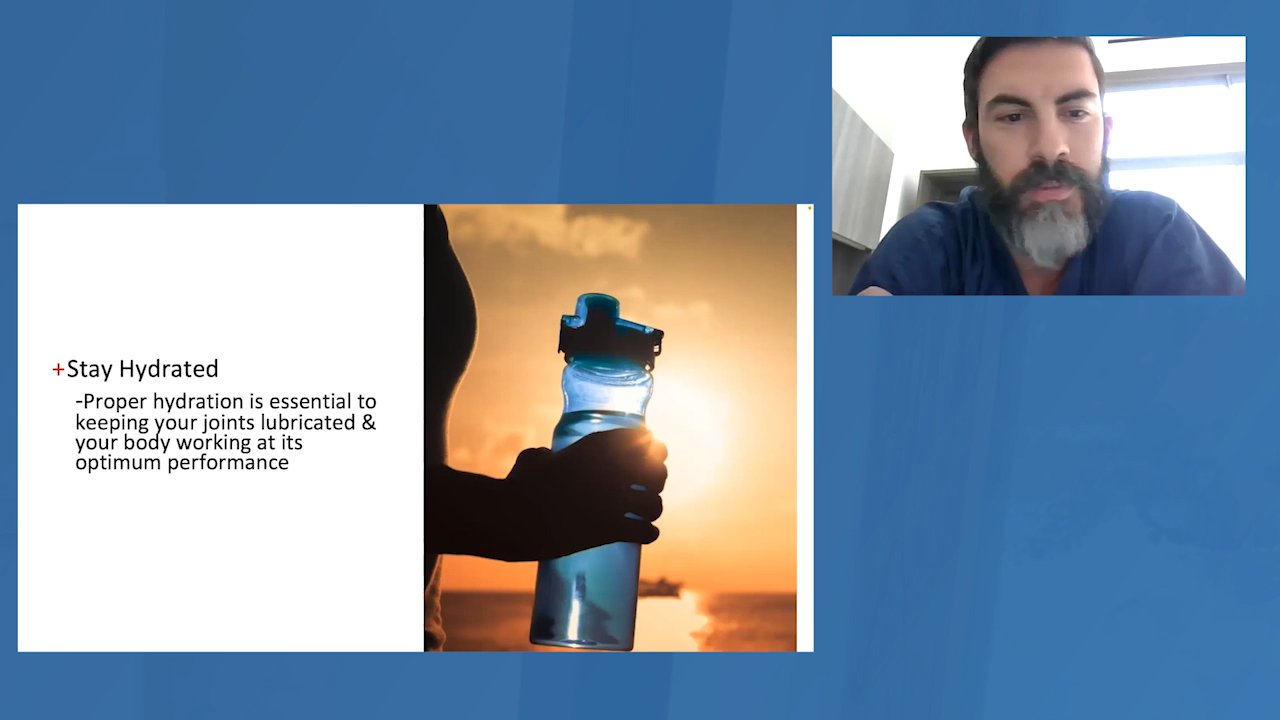 +Stay Hydrated
-Proper hydration is essential to
keeping your joints lubricated &
your body working at its
optimum performance